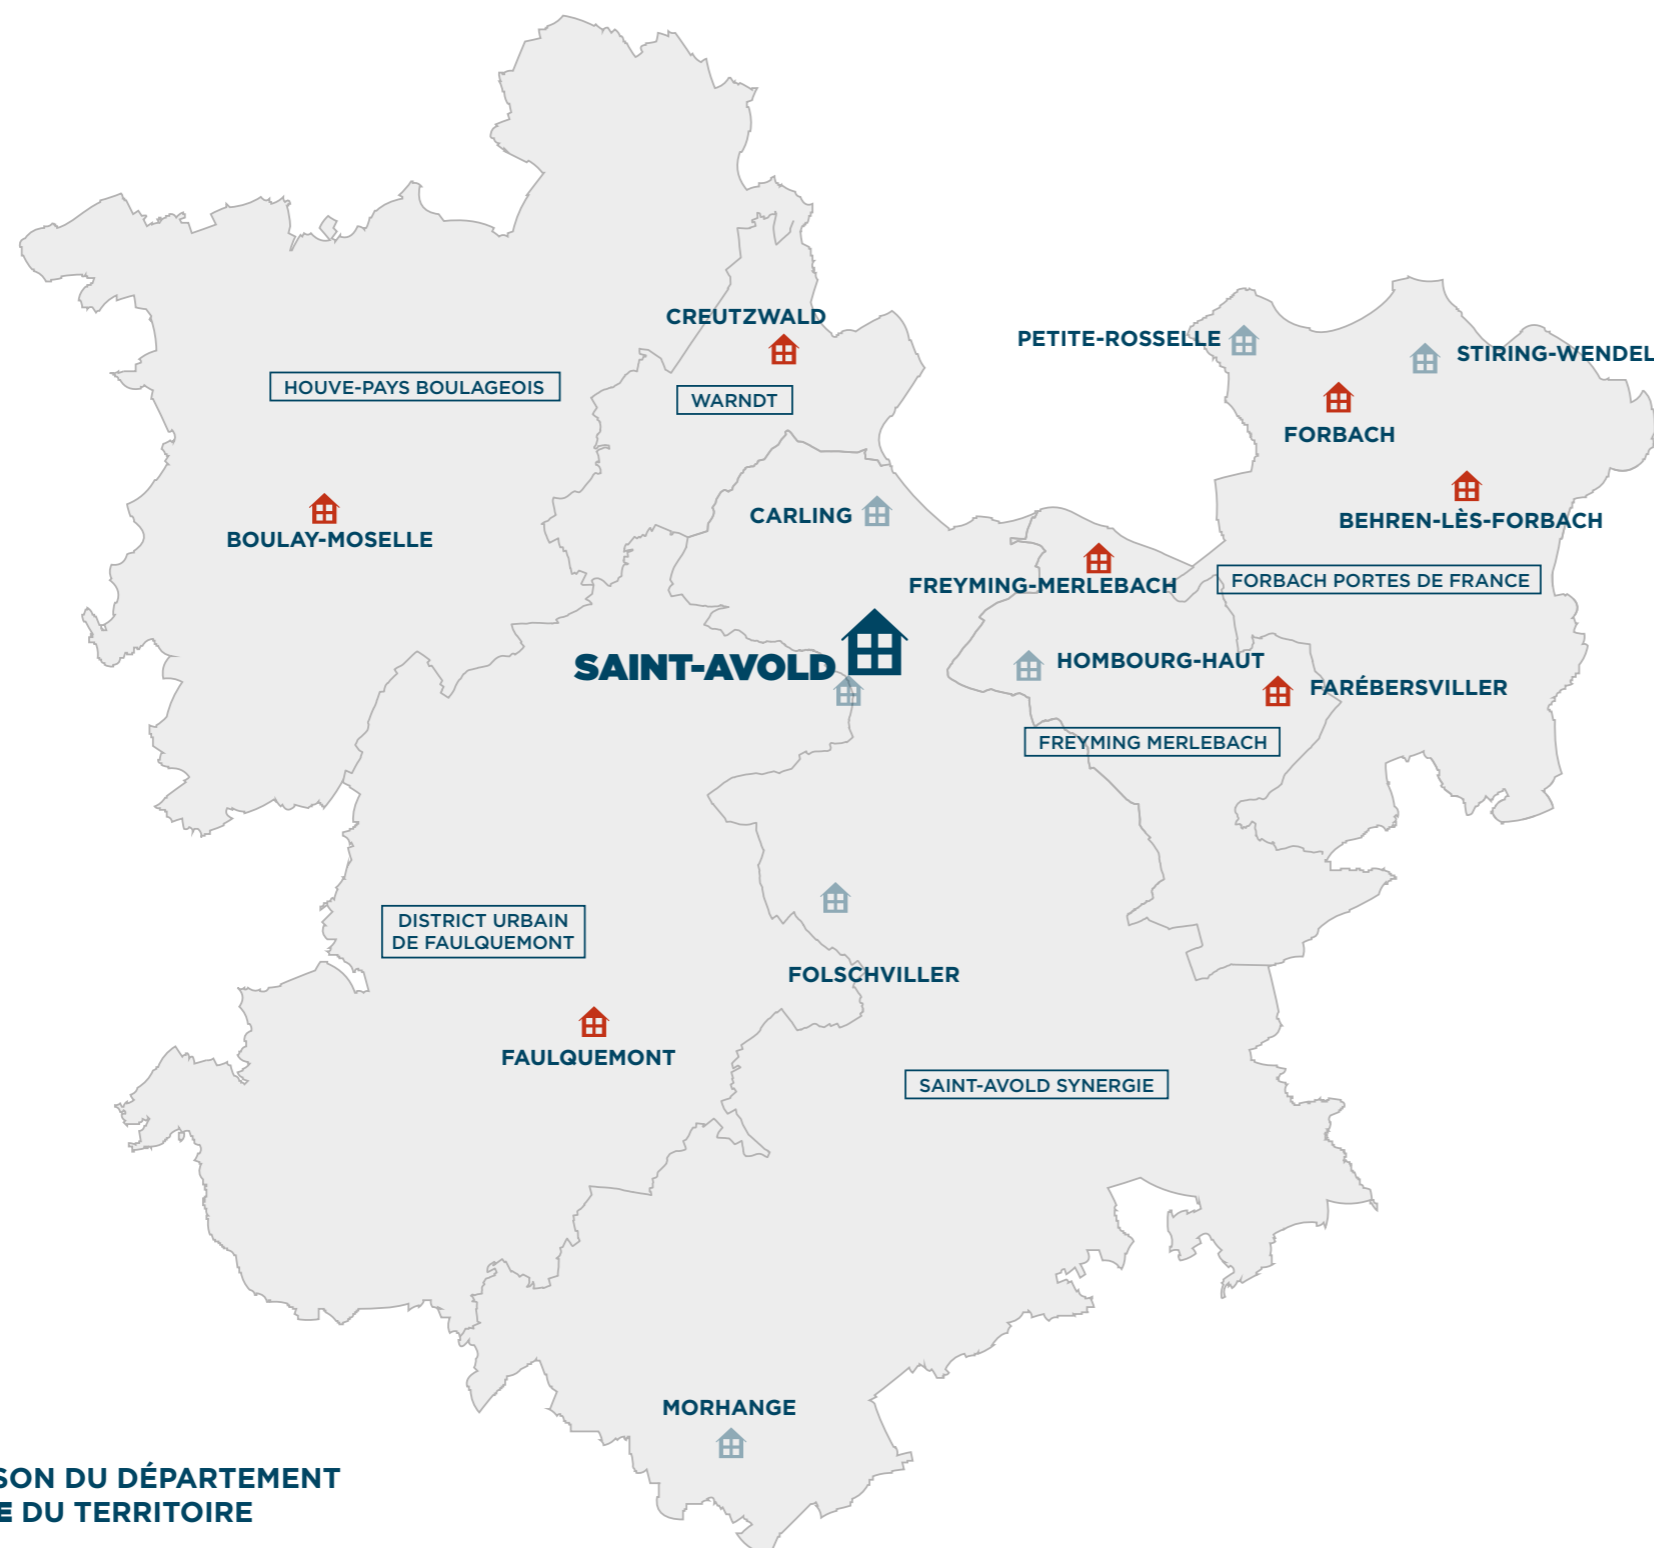 CREUTZWALD
PETITE-ROSSELLE
STIRING-WENDEL
HOUVE-PAYS BOULAGEOIS
WARNDT
FORBACH
CARLING
BEHREN-LÈS-FORBACH
BOULAY-MOSELLE
FREYMING-MERLEBACH
FORBACH PORTES DE FRANCE
SAINT-AVOLD
HOMBOURG-HAUT
FARÉBERSVILLER
FREYMING MERLEBACH
DISTRICT URBAIN
DE FAULQUEMONT
FOLSCHVILLER
FAULQUEMONT
SAINT-AVOLD SYNERGIE
MORHANGE
SON DU DÉPARTEMENT
E DU TERRITOIRE